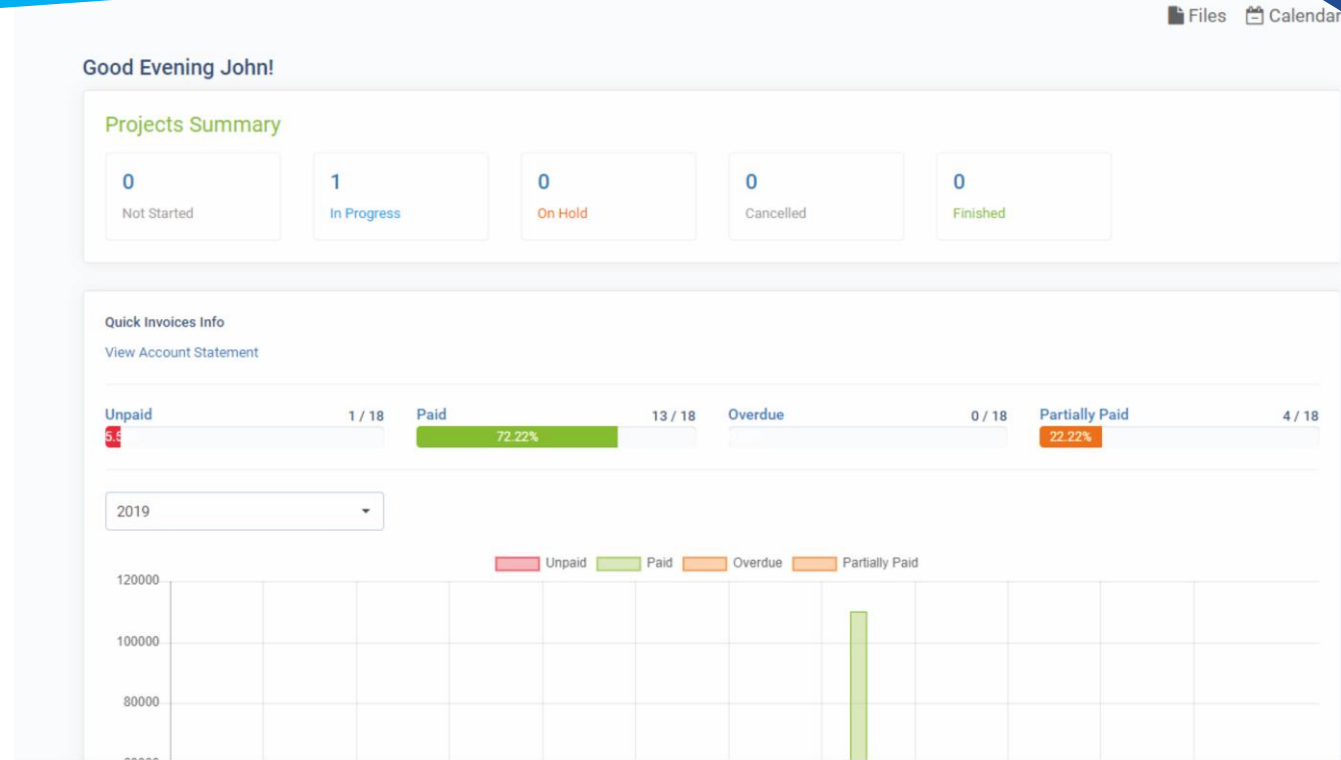 Files Calendar
Good Evening John!
Projects Summary
0 1 0 0 0
Not Started In Progress On Hold Cancelled Finished
Quick Invoices Info
View Account Statement
Unpaid 1 / 18 Paid 13 / 18 Overdue 0 / 18 Partially Paid 4 / 18
72.22% 22.22%
2019
Unpaid Paid Overdue Partially Paid
120000
100000
80000